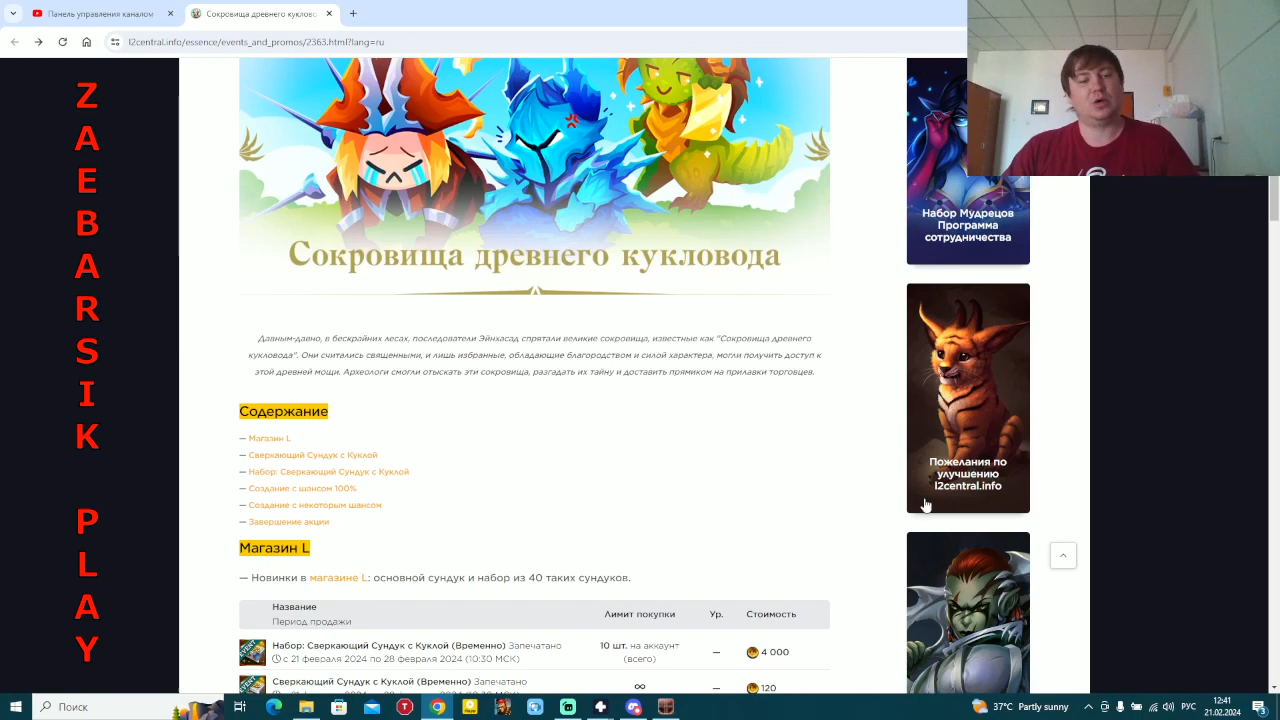 Панель управления каналом
Сокровища древнего куклово
l2central.info/essence/events_and_promos/2363.html?lang=ru
ZAEBARSIK PLAY
Сокровища древнего кукловода
Давным-давно, в бескрайних лесах, последователи Эйнхасад спрятали великие сокровища, известные как "Сокровища древнего
кукловода". Они считались священными, и лишь избранные, обладающие благородством и силой характера, могли получить доступ к
этой древней мощи. Археологи смогли отыскать эти сокровища, разгадать их тайну и доставить прямиком на прилавки торговцев.
Содержание
— Магазин L
— Сверкающий Сундук с Куклой
— Набор: Сверкающий Сундук с Куклой
— Создание с шансом 100%
— Создание с некоторым шансом
— Завершение акции
Магазин L
— Новинки в магазине L: основной сундук и набор из 40 таких сундуков.
Название
Период продажи
Лимит покупки
Ур.
Стоимость
Набор: Сверкающий Сундук с Куклой (Временно) Запечатано
с 21 февраля 2024 по 28 февраля 2024 (10:30 МСК)
10 шт. на аккаунт
(всего)
—
4 000
Сверкающий Сундук с Куклой (Временно) Запечатано
∞
—
120
Набор Мудрецов
Программа
сотрудничества
Пожелания по
улучшению
l2central.info
Поиск
37°C Partly sunny
РУС
12:41
21.02.2024